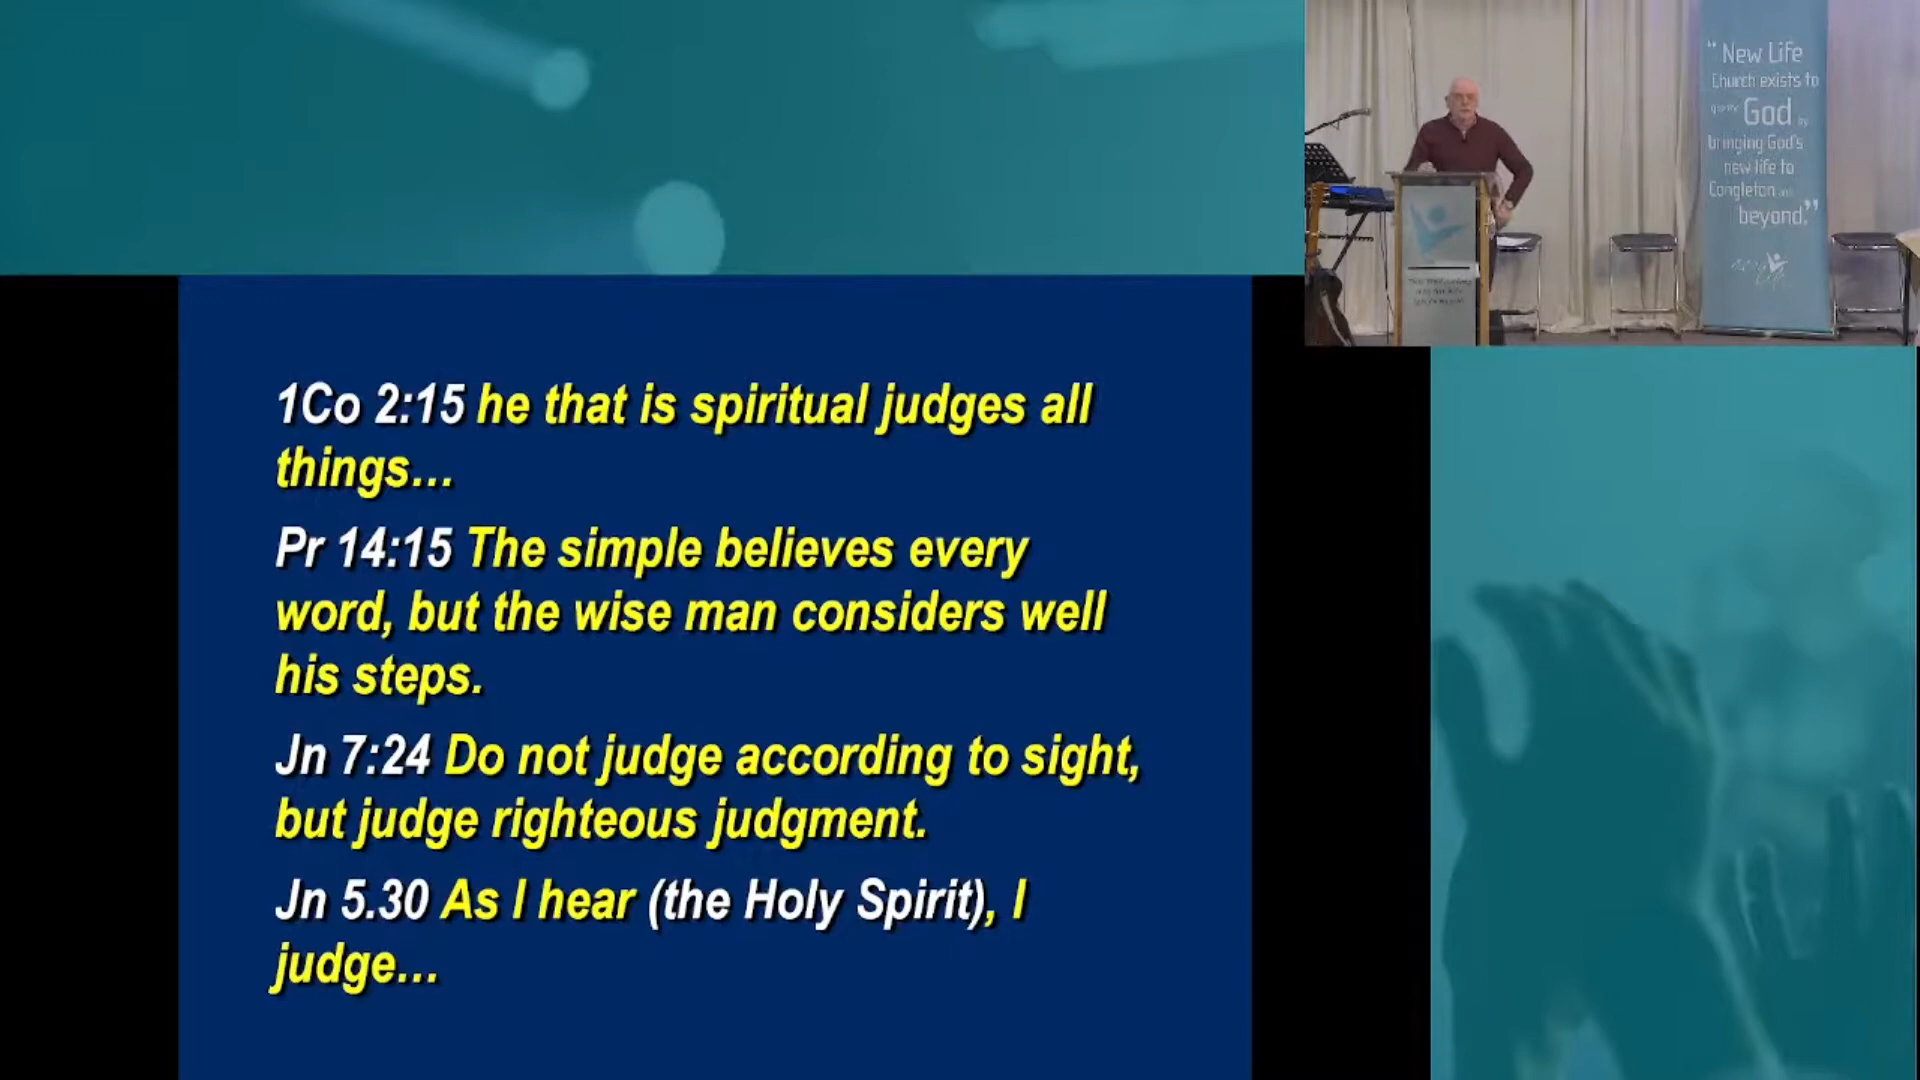 1Co 2:15 he that is spiritual judges all
things...
Pr 14:15 The simple believes every
word, but the wise man considers well
his steps.
Jn 7:24 Do not judge according to sight,
but judge righteous judgment.
Jn 5.30 As I hear (the Holy Spirit), I
judge...
“ New Life
Church exists to
God by
bringing God's
new life to
Congleton and
beyond.”